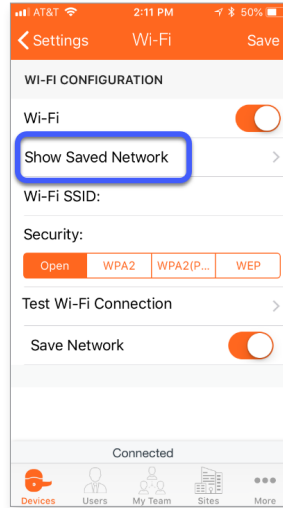 AT&T 2:11 PM 50%
Settings Wi-Fi Save
WI-FI CONFIGURATION
Wi-Fi
Show Saved Network
Wi-Fi SSID:
Security:
Open WPA2 WPA2(P... WEP
Test Wi-Fi Connection
Save Network
Connected
Devices Users My Team Sites More